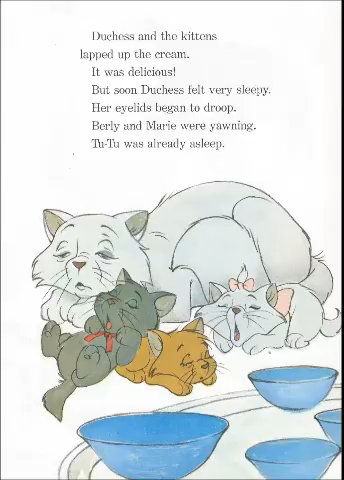 Duchess and the kittens
lapped up the cream.
It was delicious!
But soon Duchess felt very sleepy.
Her eyelids began to droop.
Berly and Marie were yawning.
Tu-Tu was already asleep.